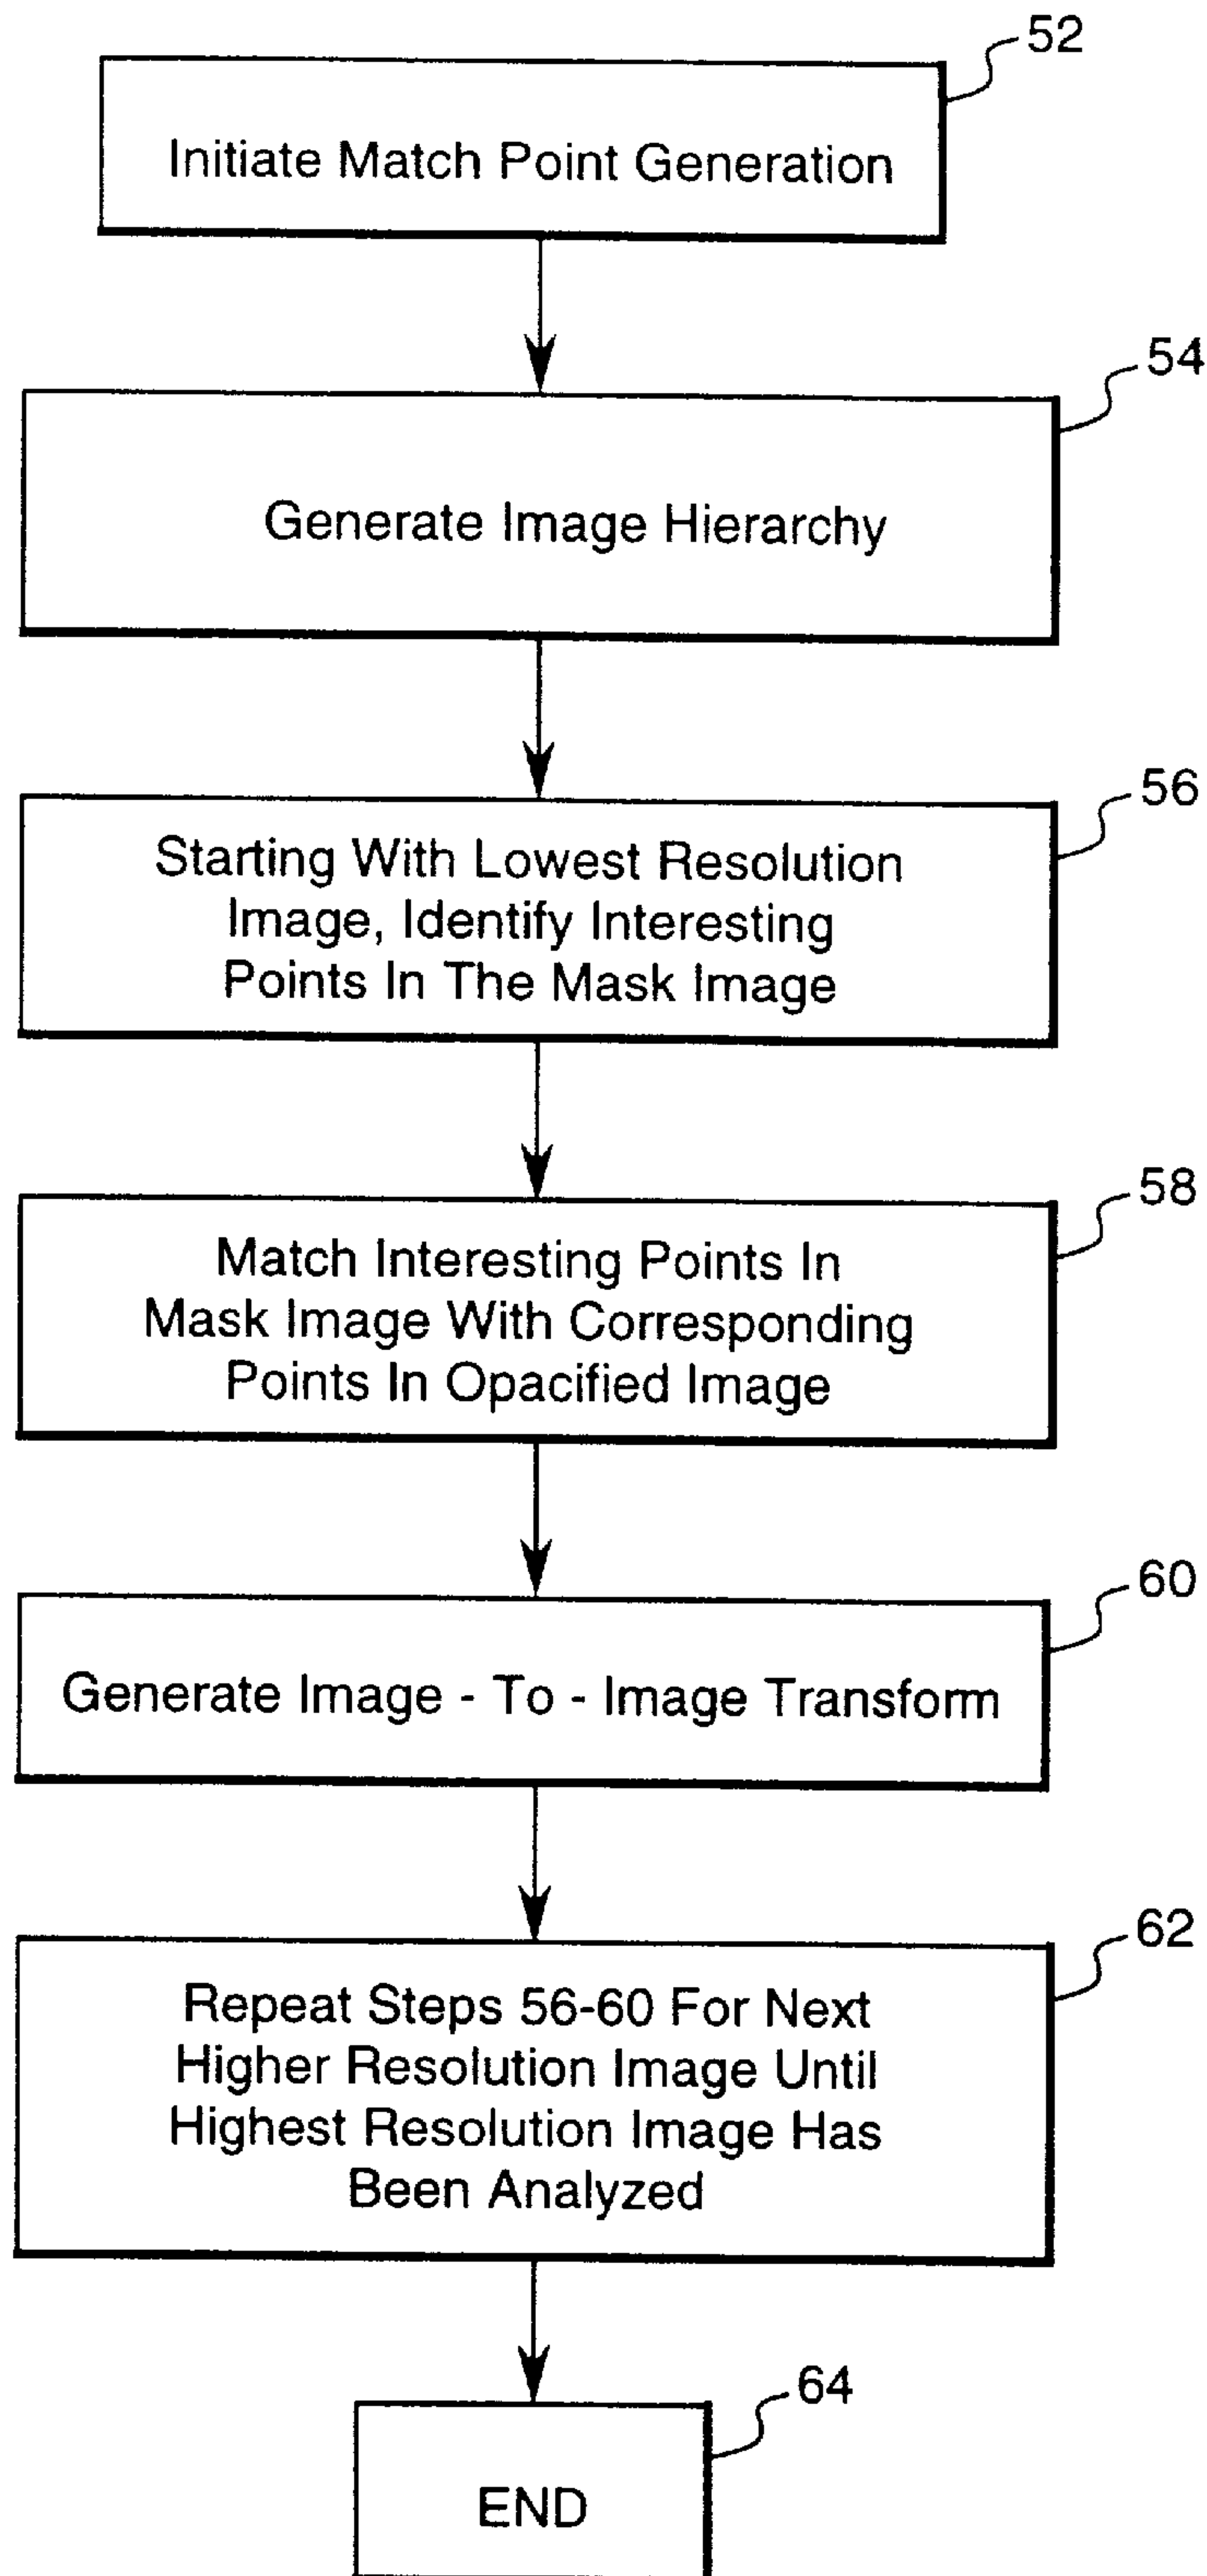 52
Initiate Match Point Generation
54
Generate Image Hierarchy
56
Starting With Lowest Resolution
Image, Identify Interesting
Points In The Mask Image
58
Match Interesting Points In
Mask Image With Corresponding
Points In Opacified Image
60
Generate Image - To - Image Transform
62
Repeat Steps 56-60 For Next
Higher Resolution Image Until
Highest Resolution Image Has
Been Analyzed
64
END